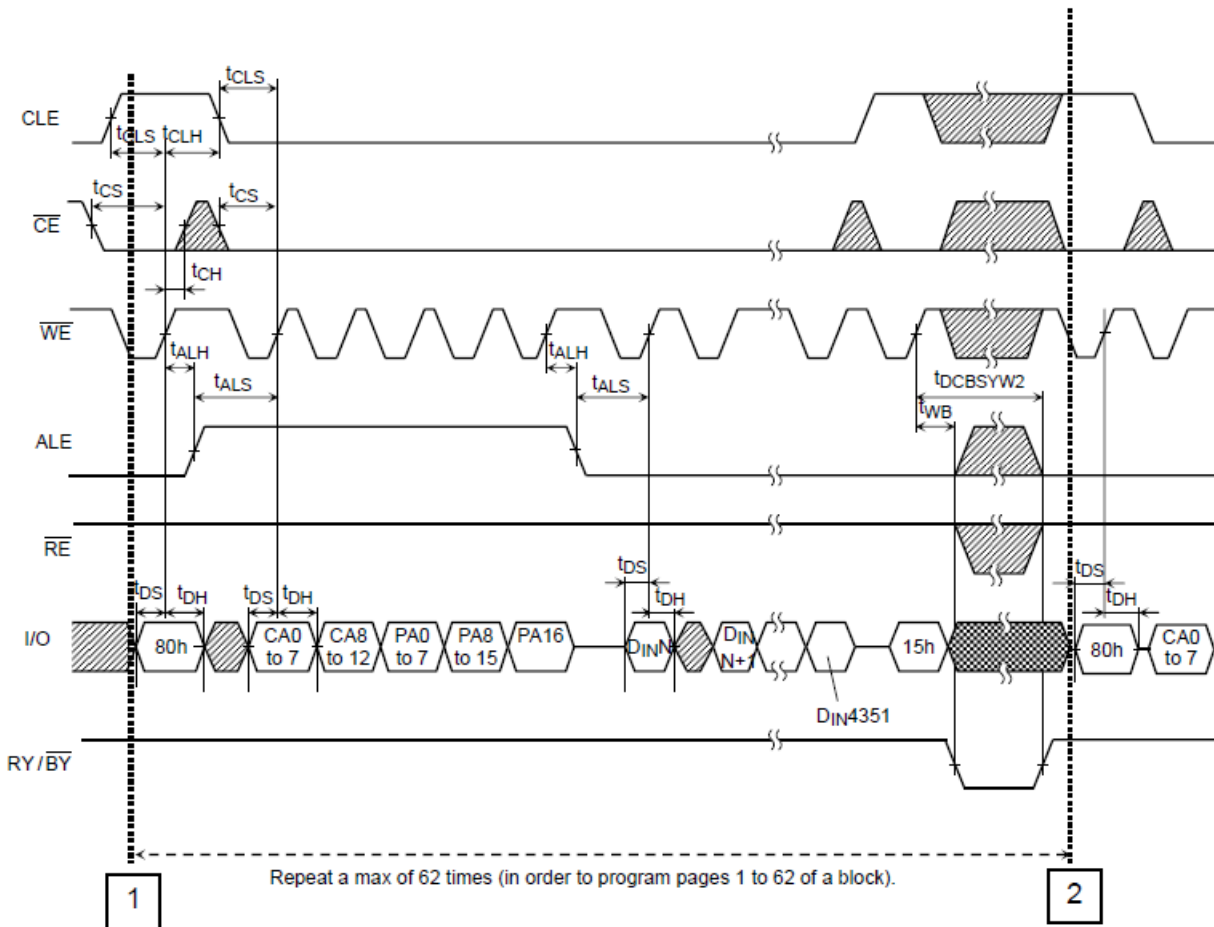 tCLS
CLE
tCLS tCLH
tCS tCS
CE
tCH
WE
tALH tALH
tALS tALS
tDCBSYW2
tWB
ALE
RE
tDS tDH tDS tDH tDS tDH tDS tDH
I/O
80h
CA0
to 7
CA8
to 12
PA0
to 7
PA8
to 15
PA16
DINN
DIN
N+1
15h
80h
CA0
to 7
DIN4351
RY/BY
Repeat a max of 62 times (in order to program pages 1 to 62 of a block).
1
2